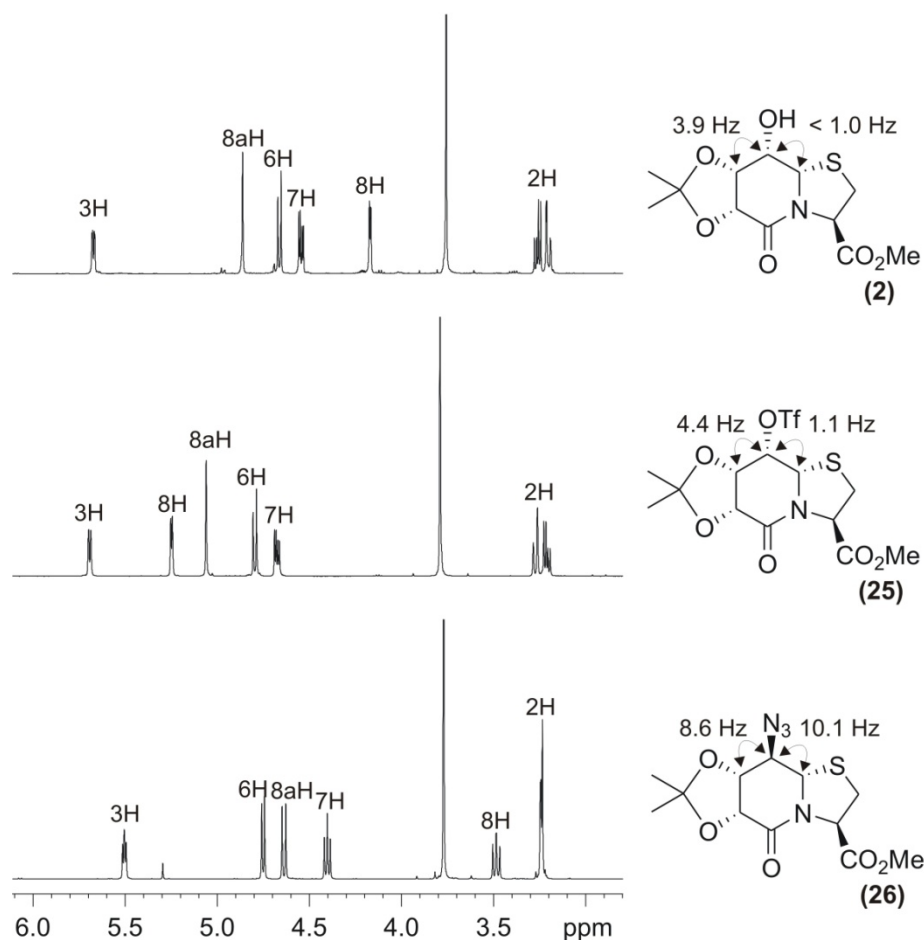 3H
8aH
6H
7H
8H
2H
3.9 Hz
OH
< 1.0 Hz
O
S
O
N
O
CO2Me
(2)
3H
8H
8aH
6H
7H
2H
4.4 Hz
OTf
1.1 Hz
O
S
O
N
O
CO2Me
(25)
3H
6H
8aH
7H
8H
2H
8.6 Hz
N3
10.1 Hz
O
S
O
N
O
CO2Me
(26)
6.0 5.5 5.0 4.5 4.0 3.5 ppm